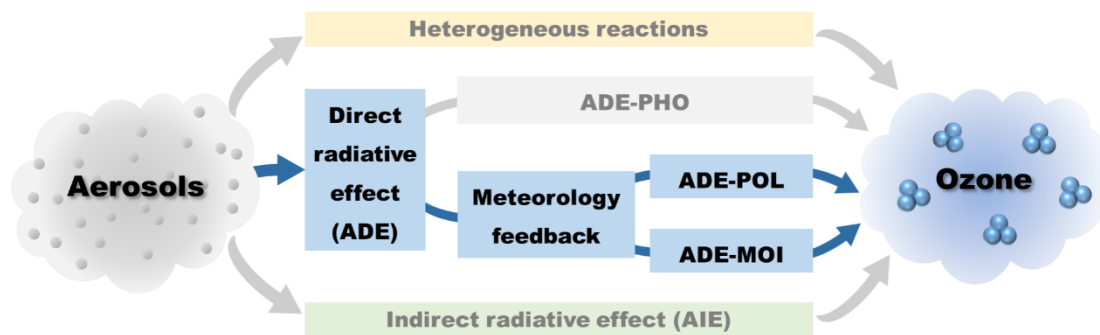 Heterogeneous reactions
Aerosols
Direct
radiative
effect
(ADE)
ADE-PHO
Meteorology
feedback
ADE-POL
ADE-MOI
Ozone
Indirect radiative effect (AIE)